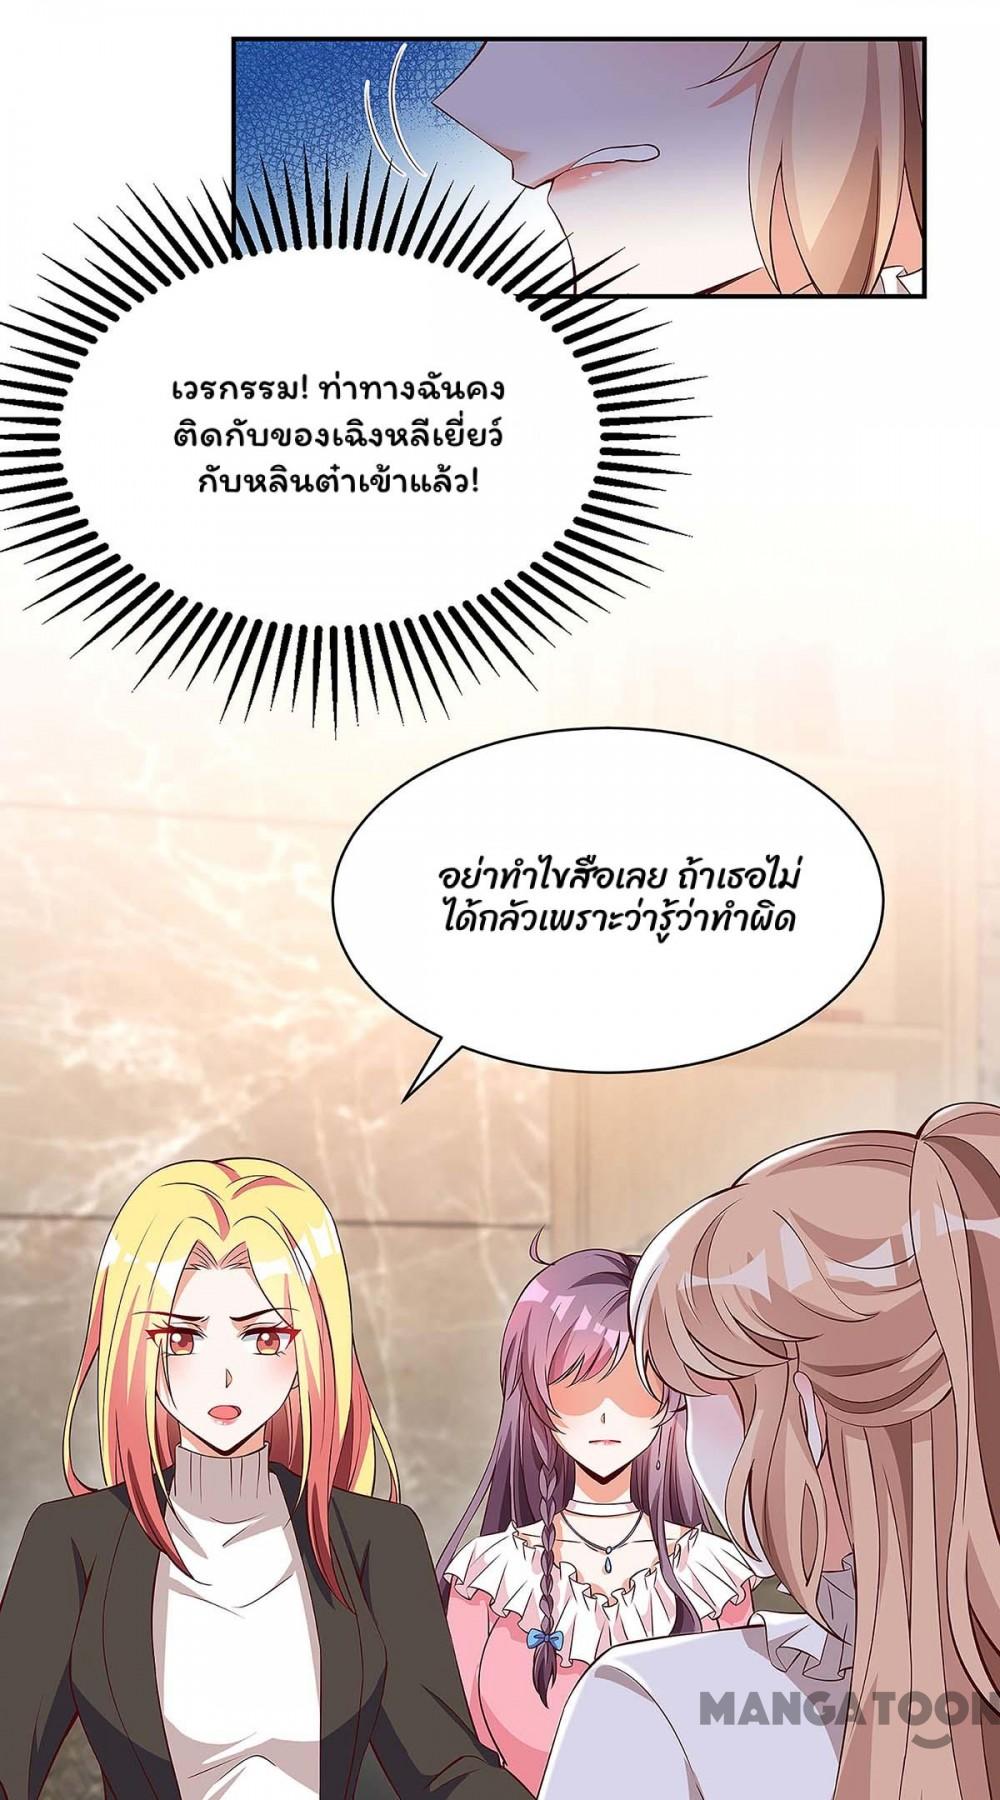 เวรกรรม! ท่าทางฉันคง
ติดกับของเฉิงหลีเยี่ยว์
กับหลินต๋าเข้าแล้ว!
อย่าทำไขสือเลย ถ้าเธอไม่
ได้กลัวเพราะว่ารู้ว่าทำผิด
MANGATOON